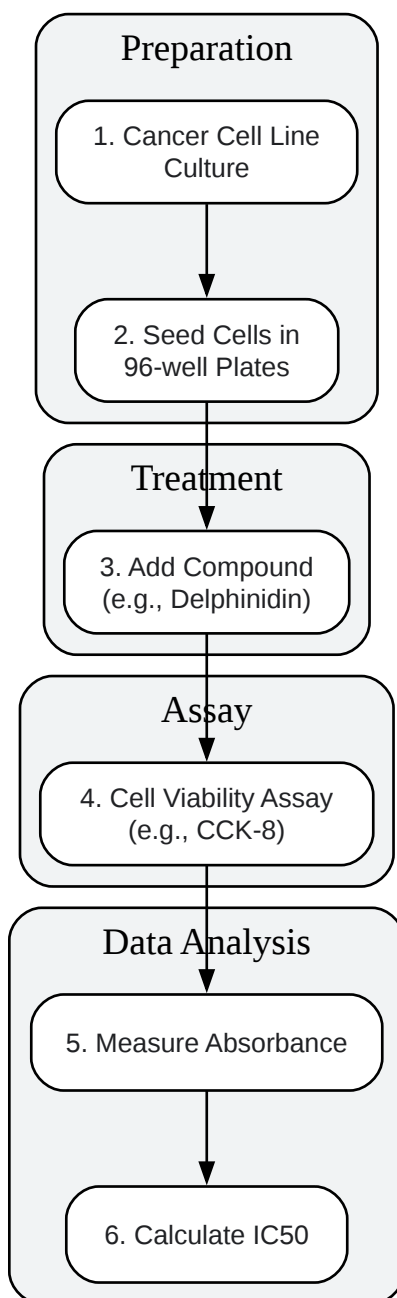 Preparation
1. Cancer Cell Line
Culture
2. Seed Cells in
96-well Plates
Treatment
3. Add Compound
(e.g., Delphinidin)
Assay
4. Cell Viability Assay
(e.g., CCK-8)
Data Analysis
5. Measure Absorbance
6. Calculate IC50